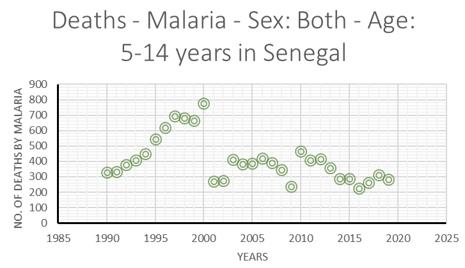 Deaths - Malaria - Sex: Both - Age:
5-14 years in Senegal
900
800
700
600
500
400
300
200
100
0
NO. OF DEATHS BY MALARIA
1985 1990 1995 2000 2005 2010 2015 2020 2025
YEARS